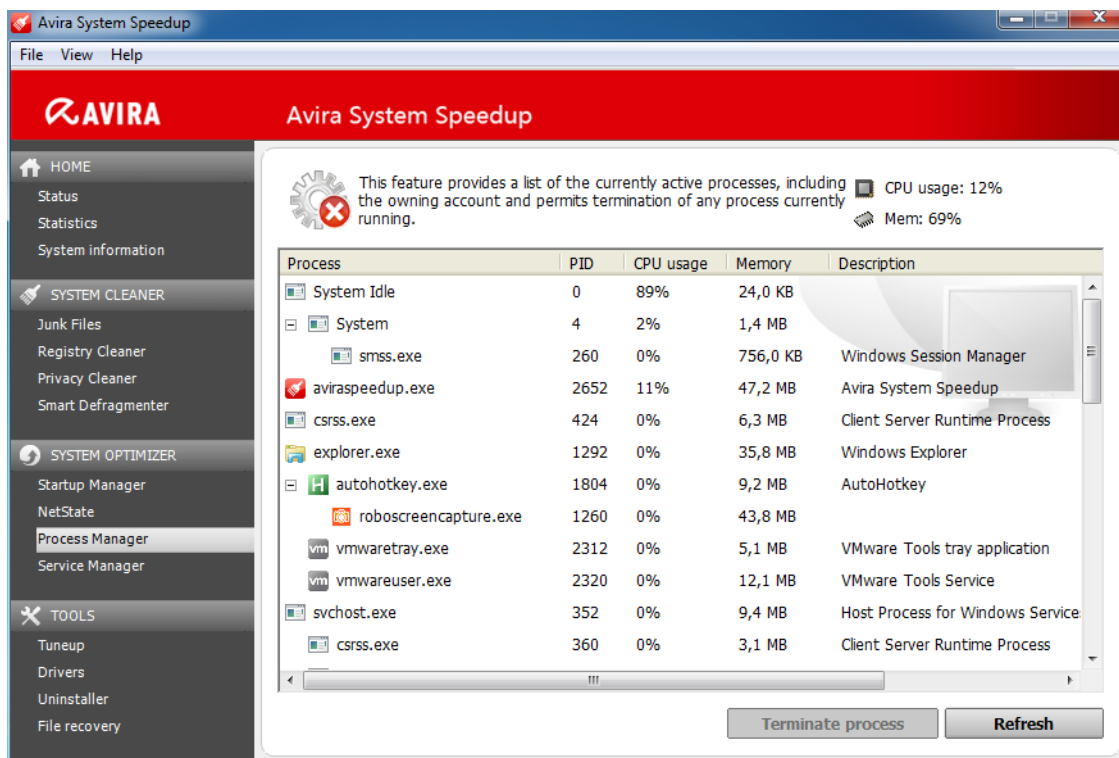 Avira System Speedup
File View Help
AVIRA
Avira System Speedup
HOME
Status
Statistics
System information
SYSTEM CLEANER
Junk Files
Registry Cleaner
Privacy Cleaner
Smart Defragmenter
SYSTEM OPTIMIZER
Startup Manager
NetState
Process Manager
Service Manager
TOOLS
Tuneup
Drivers
Uninstaller
File recovery
This feature provides a list of the currently active processes, including
the owning account and permits termination of any process currently
running.
CPU usage: 12%
Mem: 69%
Process PID CPU usage Memory Description
System Idle 0 89% 24,0 KB
System 4 2% 1,4 MB
smss.exe 260 0% 756,0 KB Windows Session Manager
aviraspeedup.exe 2652 11% 47,2 MB Avira System Speedup
csrss.exe 424 0% 6,3 MB Client Server Runtime Process
explorer.exe 1292 0% 35,8 MB Windows Explorer
autohotkey.exe 1804 0% 9,2 MB AutoHotkey
roboscreencapture.exe 1260 0% 43,8 MB
vm vmwaretray.exe 2312 0% 5,1 MB VMware Tools tray application
vm vmwareuser.exe 2320 0% 12,1 MB VMware Tools Service
svchost.exe 352 0% 9,4 MB Host Process for Windows Service
csrss.exe 360 0% 3,1 MB Client Server Runtime Process
Terminate process Refresh